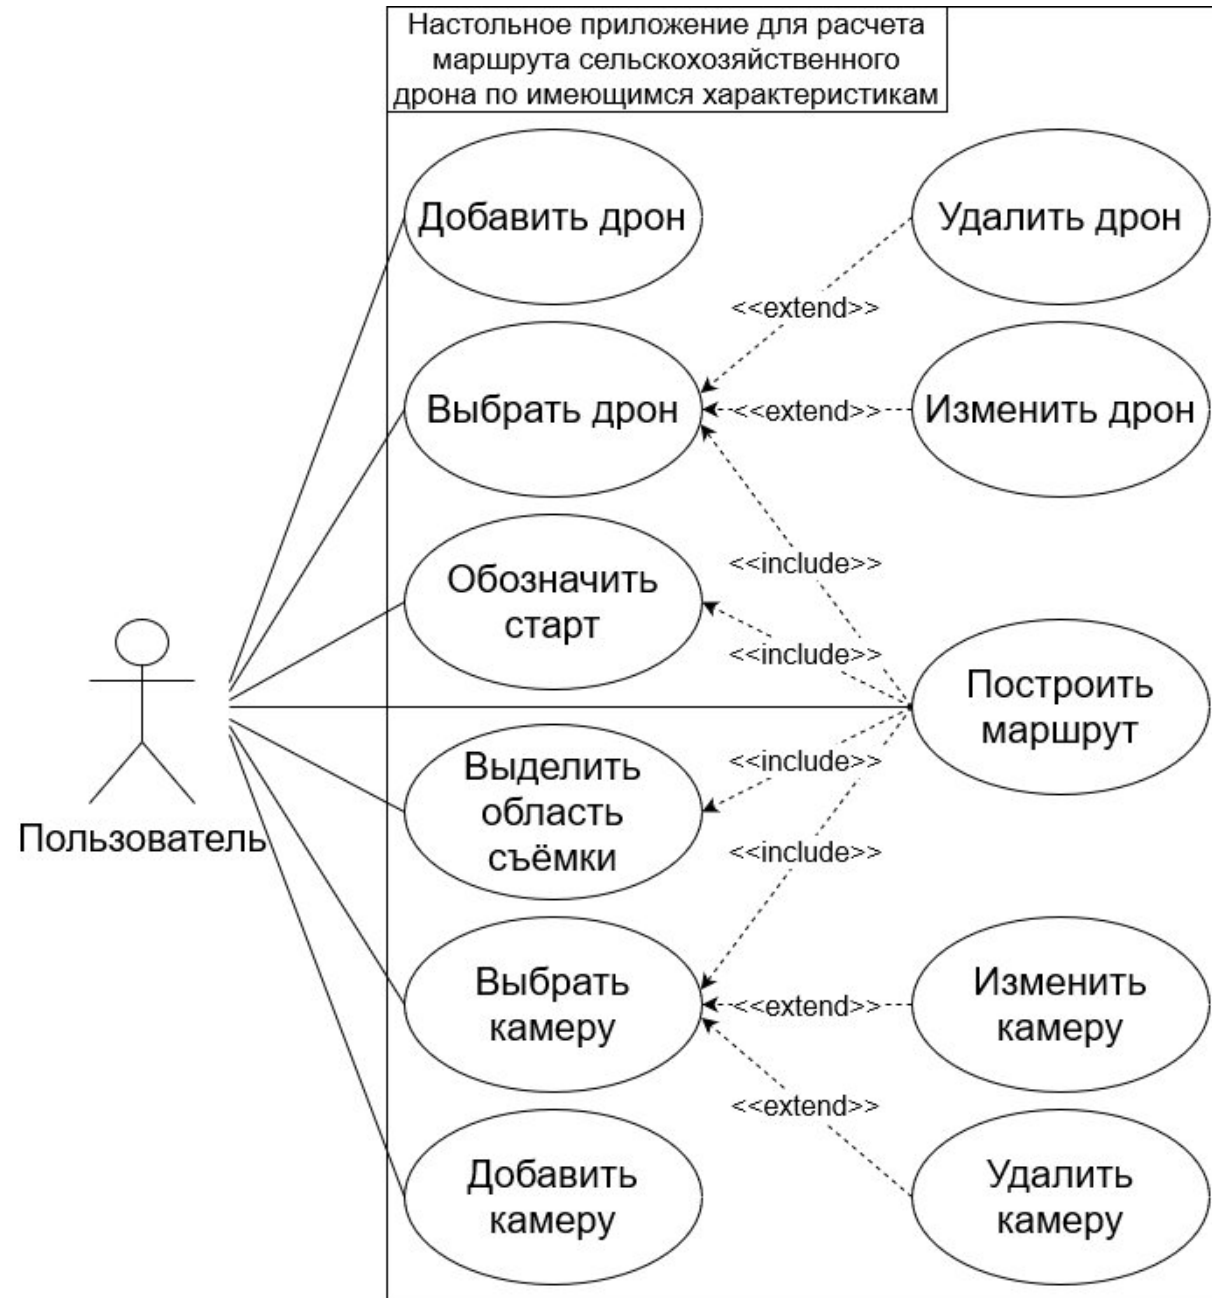 Настольное приложение для расчета
маршрута сельскохозяйственного
дрона по имеющимся характеристикам
Добавить дрон
Удалить дрон
<<extend>>
Выбрать дрон
<<extend>>
Изменить дрон
<<include>>
Обозначить
старт
<<include>>
Построить
маршрут
<<include>>
Выделить
область
съёмки
Пользователь
<<include>>
Выбрать
камеру
<<extend>>
Изменить
камеру
<<extend>>
Добавить
камеру
Удалить
камеру